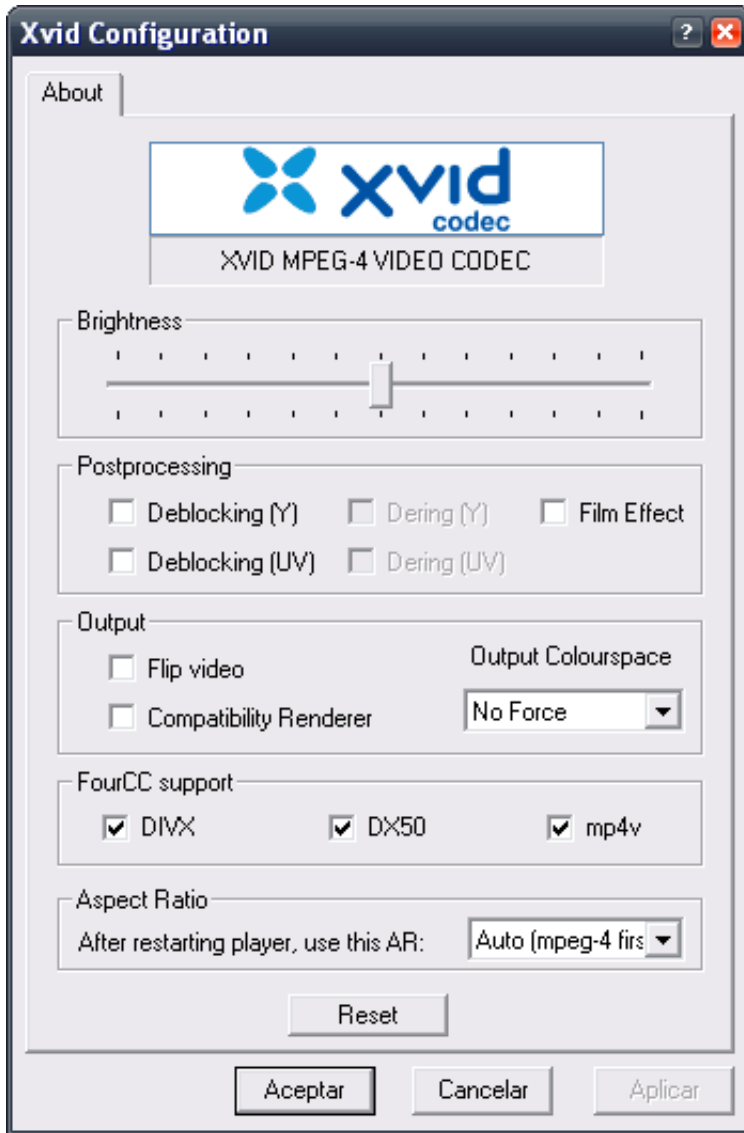 Xvid Configuration
About
xvid
codec
XVID MPEG-4 VIDEO CODEC
Brightness
Postprocessing
Deblocking (Y) Dering (Y) Film Effect
Deblocking (UV) Dering (UV)
Output
Flip video
Output Colourspace
Compatibility Renderer
No Force
FourCC support
DIVX DX50 mp4v
Aspect Ratio
After restarting player, use this AR: Auto (mpeg-4 firs
Reset
Aceptar Cancelar Aplicar